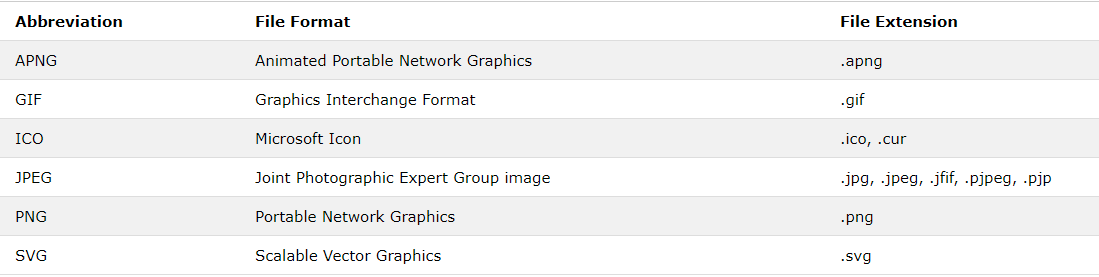 Abbreviation File Format File Extension
APNG Animated Portable Network Graphics .apng
GIF Graphics Interchange Format .gif
ICO Microsoft Icon .ico, .cur
JPEG Joint Photographic Expert Group image .jpg, .jpeg, .jfif, .pjpeg, .pjp
PNG Portable Network Graphics .png
SVG Scalable Vector Graphics .svg